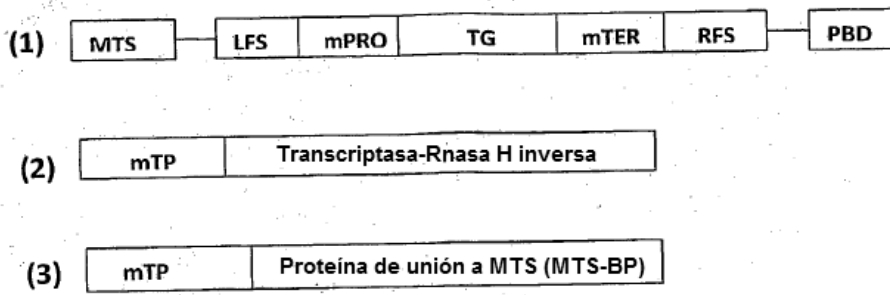 (1) MTS LFS mPRO TG mTER RFS PBD
(2) mTP Transcriptasa-Rnasa H inversa
(3) mTP Proteína de unión a MTS (MTS-BP)